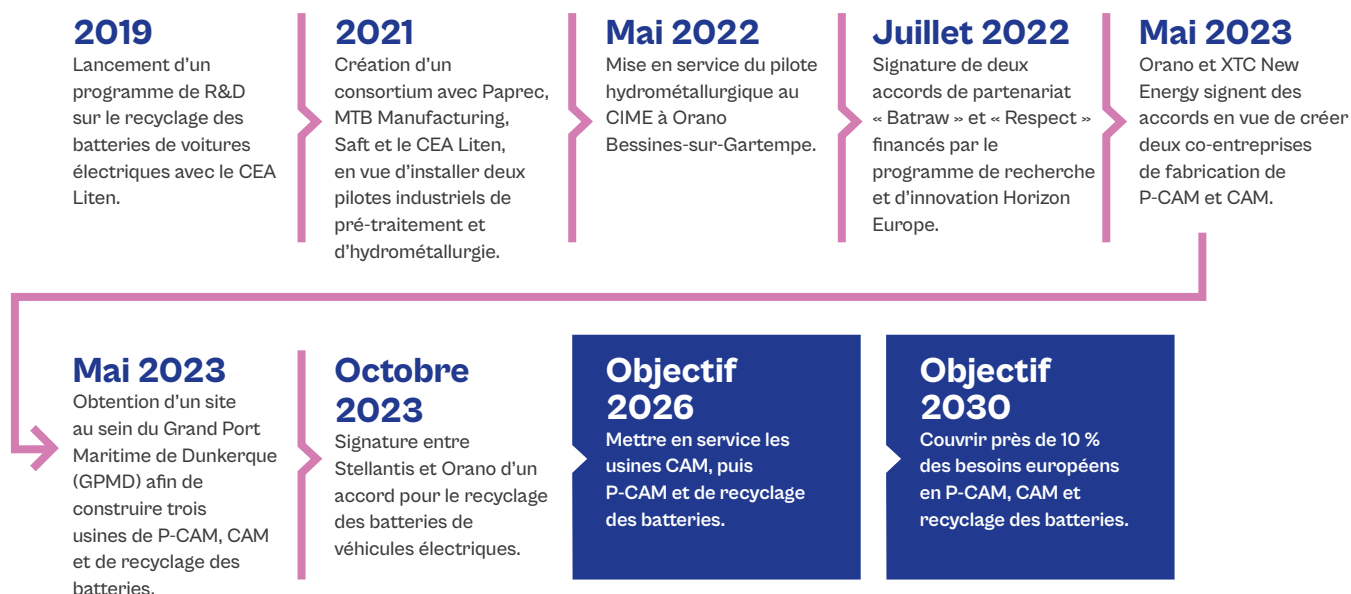 2019
Lancement d’un
programme de R&D
sur le recyclage des
batteries de voitures
électriques avec le CEA
Liten.
2021
Création d’un
consortium avec Paprec,
MTB Manufacturing,
Saft et le CEA Liten,
en vue d’installer deux
pilotes industriels de
pré-traitement et
d’hydrométallurgie.
Mai 2022
Mise en service du pilote
hydrométallurgique au
CIME à Orano
Bessines-sur-Gartempe.
Juillet 2022
Signature de deux
accords de partenariat
« Batraw » et « Respect »
financés par le
programme de recherche
et d’innovation Horizon
Europe.
Mai 2023
Orano et XTC New
Energy signent des
accords en vue de créer
deux co-entreprises
de fabrication de
P-CAM et CAM.
Mai 2023
Obtention d’un site
au sein du Grand Port
Maritime de Dunkerque
(GPMD) afin de
construire trois
usines de P-CAM, CAM
et de recyclage des
batteries.
Octobre
2023
Signature entre
Stellantis et Orano d’un
accord pour le recyclage
des batteries de
véhicules électriques.
Objectif
2026
Mettre en service les
usines CAM, puis
P-CAM et de recyclage
des batteries.
Objectif
2030
Couvrir près de 10 %
des besoins européens
en P-CAM, CAM et
recyclage des batteries.